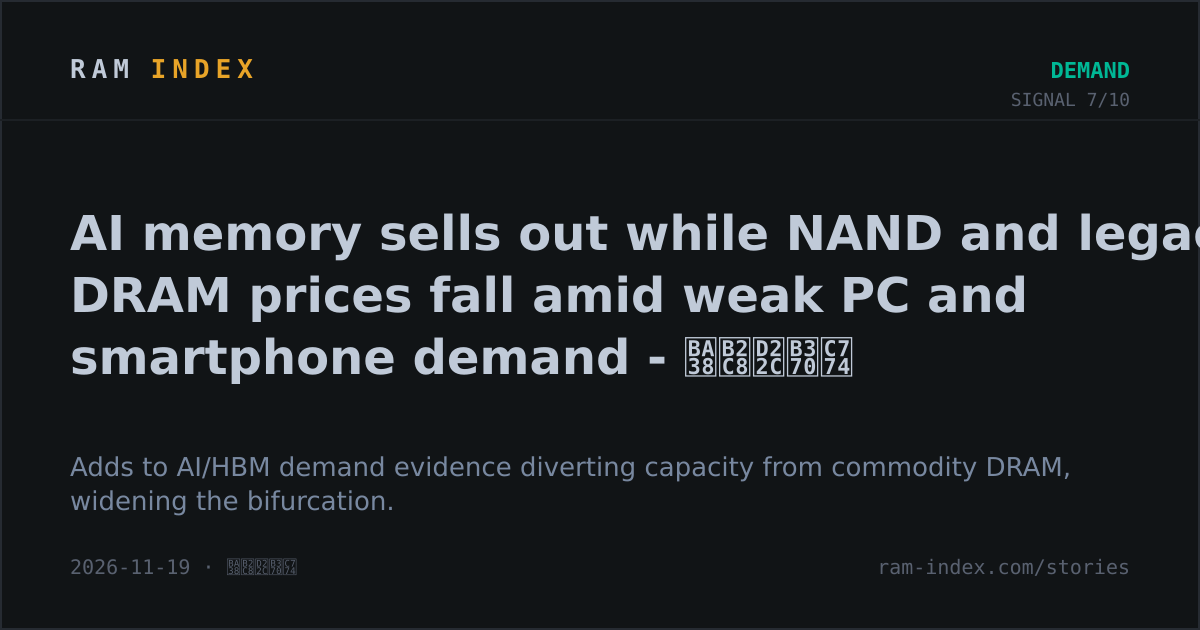 RAM INDEX
DEMAND
SIGNAL 7/10
AI memory sells out while NAND and legac
DRAM prices fall amid weak PC and
smartphone demand -
Adds to AI/HBM demand evidence diverting capacity from commodity DRAM,
widening the bifurcation.
2026-11-19 ·
ram-index.com/stories